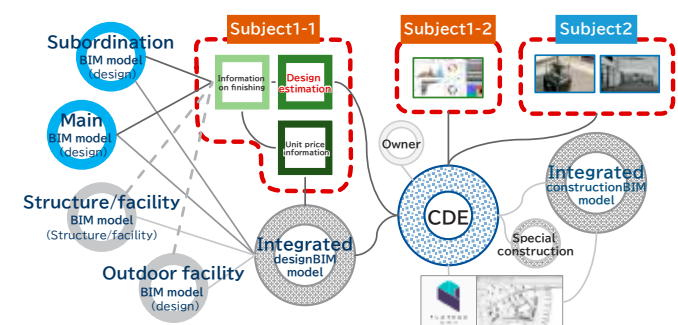 Subject1-1
Subject1-2
Subject2
Subordination
BIM model
(design)
Information
on finishing
Design
estimation
Main
BIM model
(design)
Unit price
information
Owner
Structure/facility
BIM model
(Structure/facility)
Integrated
designBIM
model
CDE
Integrated
constructionBIM
model
Special
construction
Outdoor facility
BIM model
(design)